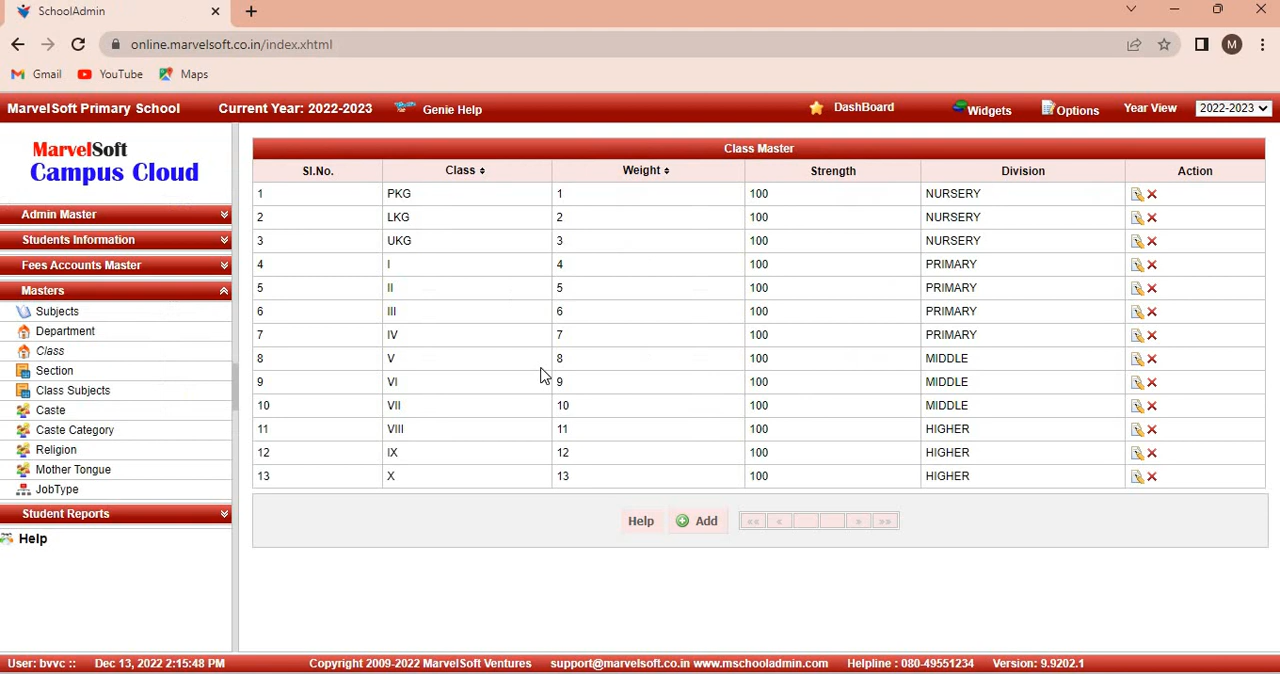 SchoolAdmin
online.marvelsoft.co.in/index.xhtml
M
Gmail YouTube Maps
MarvelSoft Primary School Current Year: 2022-2023 Genie Help DashBoard Widgets Options Year View 2022-2023
MarvelSoft
Campus Cloud
Admin Master
Students Information
Fees Accounts Master
Masters
Subjects
Department
Class
Section
Class Subjects
Caste
Caste Category
Religion
Mother Tongue
JobType
Student Reports
Help
Class Master
Sl.No. Class Weight Strength Division Action
1 PKG 1 100 NURSERY
2 LKG 2 100 NURSERY
3 UKG 3 100 NURSERY
4 I 4 100 PRIMARY
5 II 5 100 PRIMARY
6 III 6 100 PRIMARY
7 IV 7 100 PRIMARY
8 V 8 100 MIDDLE
9 VI 9 100 MIDDLE
10 VII 10 100 MIDDLE
11 VIII 11 100 HIGHER
12 IX 12 100 HIGHER
13 X 13 100 HIGHER
Help Add «« « » »»
User: bvvc :: Dec 13, 2022 2:15:48 PM Copyright 2009-2022 MarvelSoft Ventures support@marvelsoft.co.in www.mschooladmin.com Helpline : 080-49551234 Version: 9.9202.1